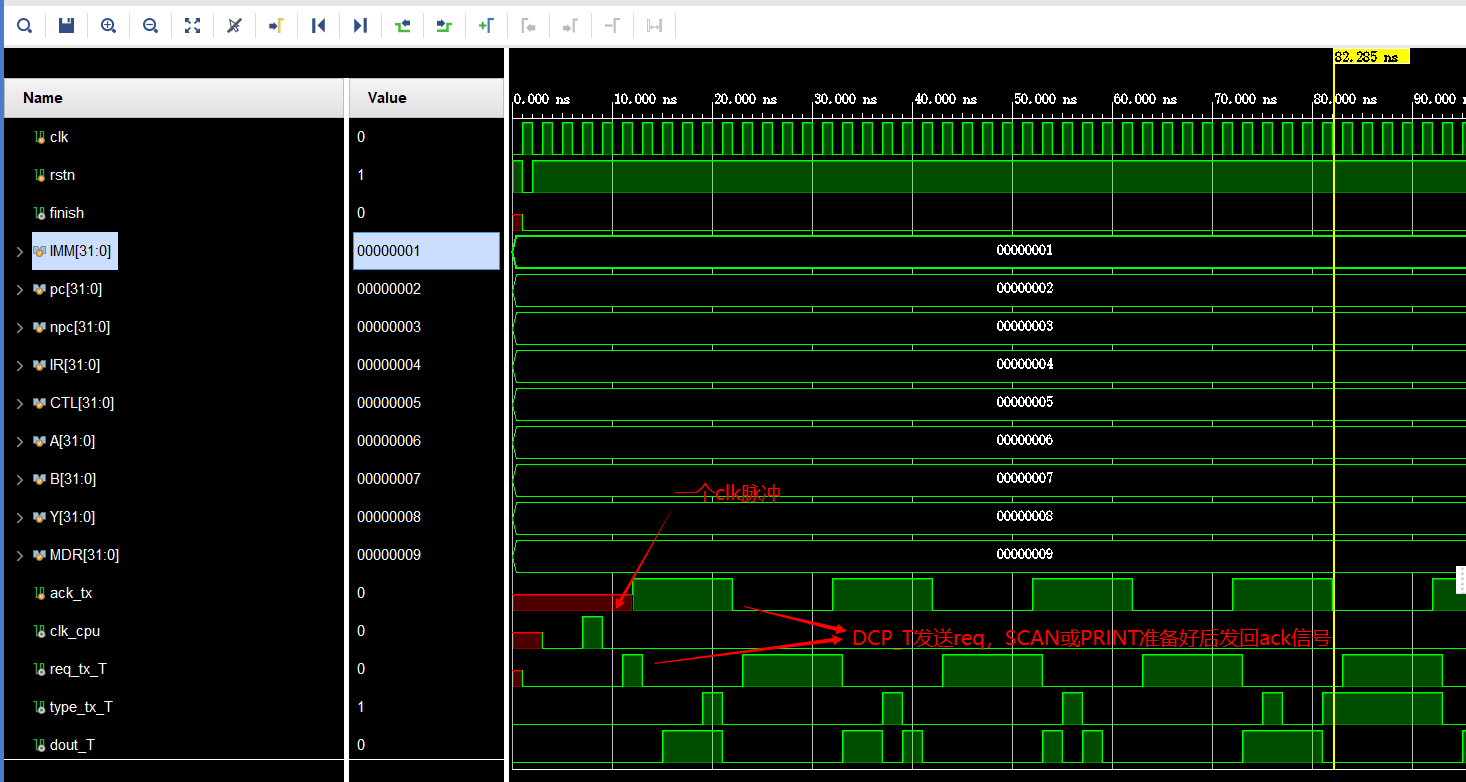 82.285 ns
Name Value
0.000 ns 10.000 ns 20.000 ns 30.000 ns 40.000 ns 50.000 ns 60.000 ns 70.000 ns 80.000 ns 90.000
clk 0
rstn 1
finish 0
IMM[31:0] 00000001 00000001
pc[31:0] 00000002 00000002
npc[31:0] 00000003 00000003
IR[31:0] 00000004 00000004
CTL[31:0] 00000005 00000005
A[31:0] 00000006 00000006
B[31:0] 00000007 00000007
一个clk脉冲
Y[31:0] 00000008 00000008
MDR[31:0] 00000009 00000009
ack_tx 0
clk_cpu 0
DCP_T发送req，SCAN或PRINT准备好后发回ack信号
req_tx_T 0
type_tx_T 1
dout_T 0